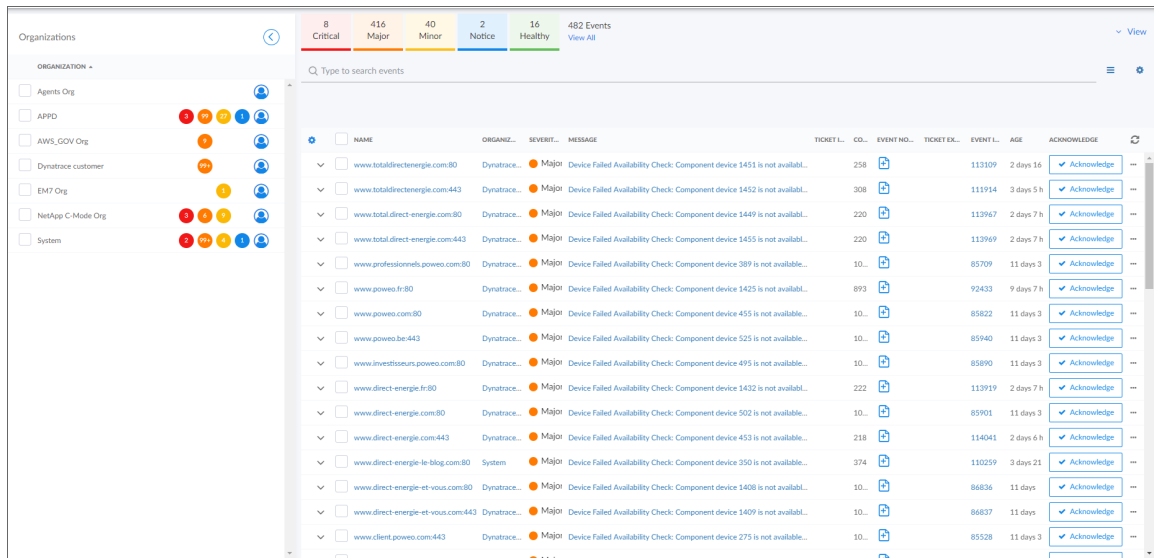 Organizations
ORGANIZATION
Agents Org
APPD 3 99 27 1
AWS_GOV Org 9
Dynatrace customer 99+
EM7 Org 1
NetApp C-Mode Org 3 6 9
System 2 99+ 4 1
8 Critical
416 Major
40 Minor
2 Notice
16 Healthy
482 Events
View All
View
Type to search events
NAME ORGANIZ... SEVERIT... MESSAGE TICKET I... CO... EVENT NO... TICKET EX... EVENT I... AGE ACKNOWLEDGE
www.totaldirectenergie.com:80 Dynatrace... Major Device Failed Availability Check: Component device 1451 is not availabl... 258 113109 2 days 16 Acknowledge
www.totaldirectenergie.com:443 Dynatrace... Major Device Failed Availability Check: Component device 1452 is not availabl... 308 111914 3 days 5 h Acknowledge
www.total.direct-energie.com:80 Dynatrace... Major Device Failed Availability Check: Component device 1449 is not availabl... 220 113967 2 days 7 h Acknowledge
www.total.direct-energie.com:443 Dynatrace... Major Device Failed Availability Check: Component device 1455 is not availabl... 220 113969 2 days 7 h Acknowledge
www.professionnels.poweo.com:80 Dynatrace... Major Device Failed Availability Check: Component device 389 is not available... 10... 85709 11 days 3 Acknowledge
www.poweo.fr:80 Dynatrace... Major Device Failed Availability Check: Component device 1425 is not availabl... 893 92433 9 days 7 h Acknowledge
www.poweo.com:80 Dynatrace... Major Device Failed Availability Check: Component device 455 is not available... 10... 85822 11 days 3 Acknowledge
www.poweo.be:443 Dynatrace... Major Device Failed Availability Check: Component device 525 is not available... 10... 85940 11 days 3 Acknowledge
www.investisseurs.poweo.com:80 Dynatrace... Major Device Failed Availability Check: Component device 495 is not available... 10... 85890 11 days 3 Acknowledge
www.direct-energie.fr:80 Dynatrace... Major Device Failed Availability Check: Component device 1432 is not availabl... 222 113919 2 days 7 h Acknowledge
www.direct-energie.com:80 Dynatrace... Major Device Failed Availability Check: Component device 502 is not available... 10... 85901 11 days 3 Acknowledge
www.direct-energie.com:443 Dynatrace... Major Device Failed Availability Check: Component device 453 is not available... 218 114041 2 days 6 h Acknowledge
www.direct-energie-le-blog.com:80 System Major Device Failed Availability Check: Component device 350 is not available... 374 110259 3 days 21 Acknowledge
www.direct-energie-et-vous.com:80 Dynatrace... Major Device Failed Availability Check: Component device 1408 is not availabl... 10... 86836 11 days Acknowledge
www.direct-energie-et-vous.com:443 Dynatrace... Major Device Failed Availability Check: Component device 1409 is not availabl... 10... 86837 11 days Acknowledge
www.client.poweo.com:443 Dynatrace... Major Device Failed Availability Check: Component device 275 is not available... 10... 85528 11 days 3 Acknowledge